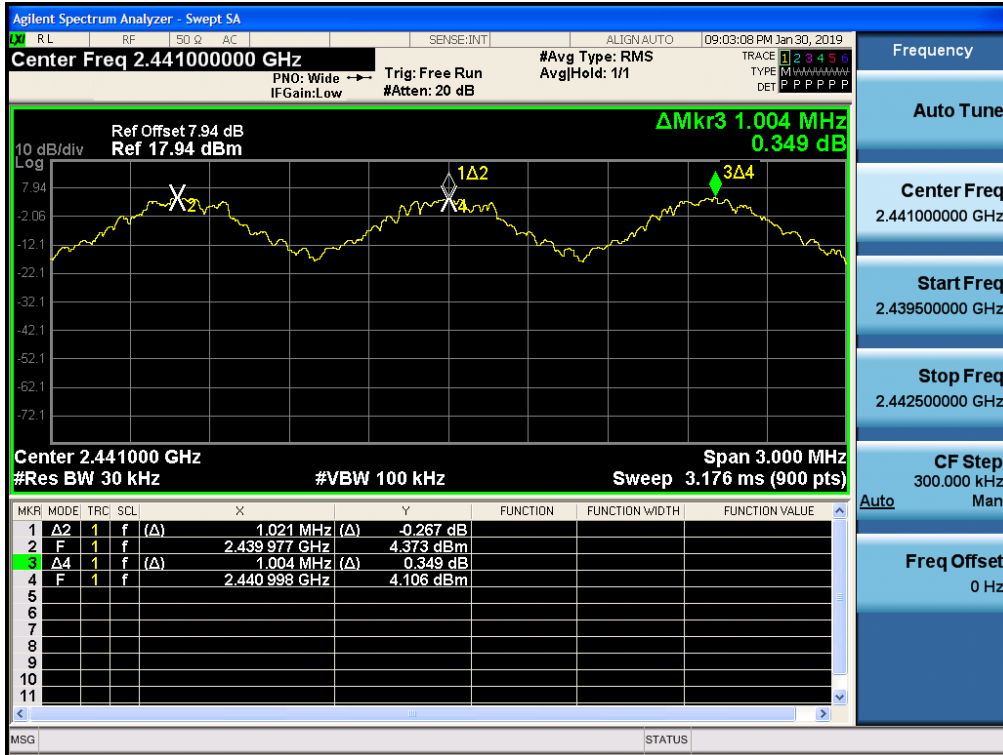 Agilent Spectrum Analyzer - Swept SA
LXI RL RF 50 Ω AC SENSE:INT ALIGN AUTO 09:03:08 PM Jan 30, 2019
Center Freq 2.441000000 GHz
PNO: Wide
IFGain:Low
Trig: Free Run
#Atten: 20 dB
#Avg Type: RMS
Avg|Hold: 1/1
TRACE 1 2 3 4 5 6
TYPE M
DET P P P P P P
ΔMkr3 1.004 MHz
0.349 dB
Ref Offset 7.94 dB
10 dB/div Ref 17.94 dBm
Log
7.94
-2.06
-12.1
-22.1
-32.1
-42.1
-52.1
-62.1
-72.1
2
1Δ2
4
3Δ4
Center 2.441000 GHz Span 3.000 MHz
#Res BW 30 kHz #VBW 100 kHz Sweep 3.176 ms (900 pts)
MKR MODE TRC SCL X Y FUNCTION FUNCTION WIDTH FUNCTION VALUE
1 Δ2 1 f (Δ) 1.021 MHz (Δ) -0.267 dB
2 F 1 f 2.439 977 GHz 4.373 dBm
3 Δ4 1 f (Δ) 1.004 MHz (Δ) 0.349 dB
4 F 1 f 2.440 998 GHz 4.106 dBm
5
6
7
8
9
10
11
MSG STATUS
Frequency
Auto Tune
Center Freq
2.441000000 GHz
Start Freq
2.439500000 GHz
Stop Freq
2.442500000 GHz
CF Step
300.000 kHz
Auto Man
Freq Offset
0 Hz